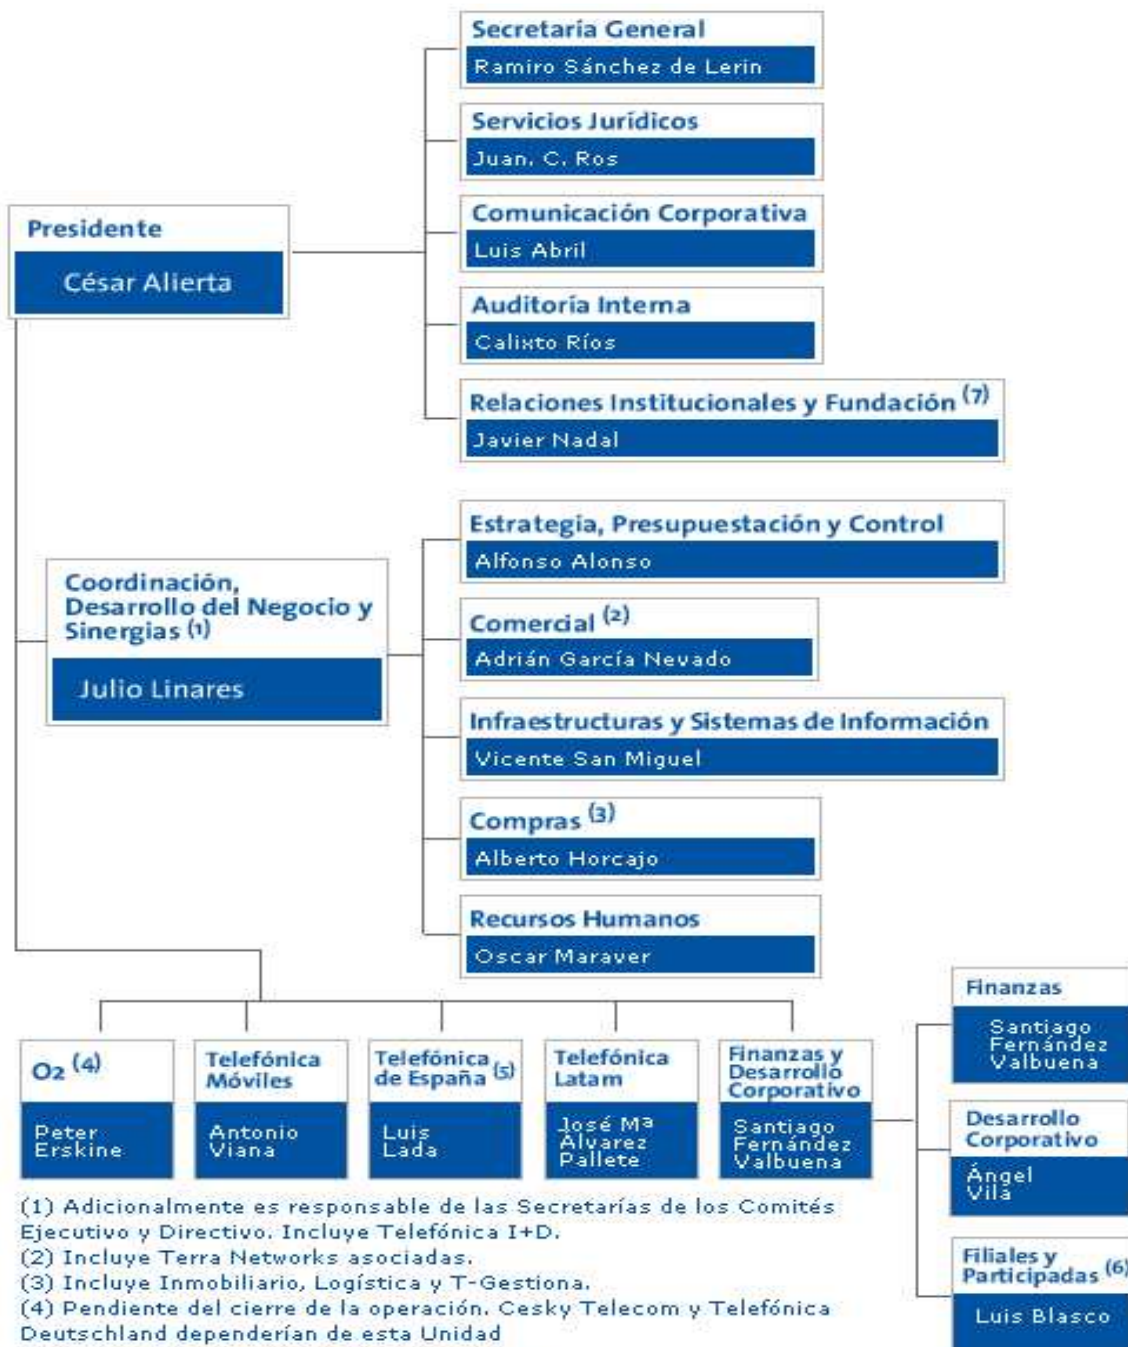 Secretaría General
Ramiro Sánchez de Lerin
Servicios Jurídicos
Juan. C. Ros
Comunicación Corporativa
Luis Abril
Presidente
César Alierta
Auditoría Interna
Calixto Ríos
Relaciones Institucionales y Fundación (7)
Javier Nadal
Estrategia, Presupuestación y Control
Alfonso Alonso
Coordinación,
Desarrollo del Negocio y
Sinergias (1)
Julio Linares
Comercial (2)
Adrián García Nevado
Infraestructuras y Sistemas de Información
Vicente San Miguel
Compras (3)
Alberto Horcajo
Recursos Humanos
Oscar Maraver
O2 (4)
Peter
Erskine
Telefónica
Móviles
Antonio
Viana
Telefónica
de España (5)
Luis
Lada
Telefónica
Latam
José Mª
Álvarez
Pallete
Finanzas y
Desarrollo
Corporativo
Santiago
Fernández
Valbuena
Finanzas
Santiago
Fernández
Valbuena
Desarrollo
Corporativo
Ángel
Vilá
Filiales y
Participadas (6)
Luis Blasco
(1) Adicionalmente es responsable de las Secretarías de los Comités
Ejecutivo y Directivo. Incluye Telefónica I+D.
(2) Incluye Terra Networks asociadas.
(3) Incluye Inmobiliario, Logística y T-Gestiona.
(4) Pendiente del cierre de la operación. Cesky Telecom y Telefónica
Deutschland dependerían de esta Unidad